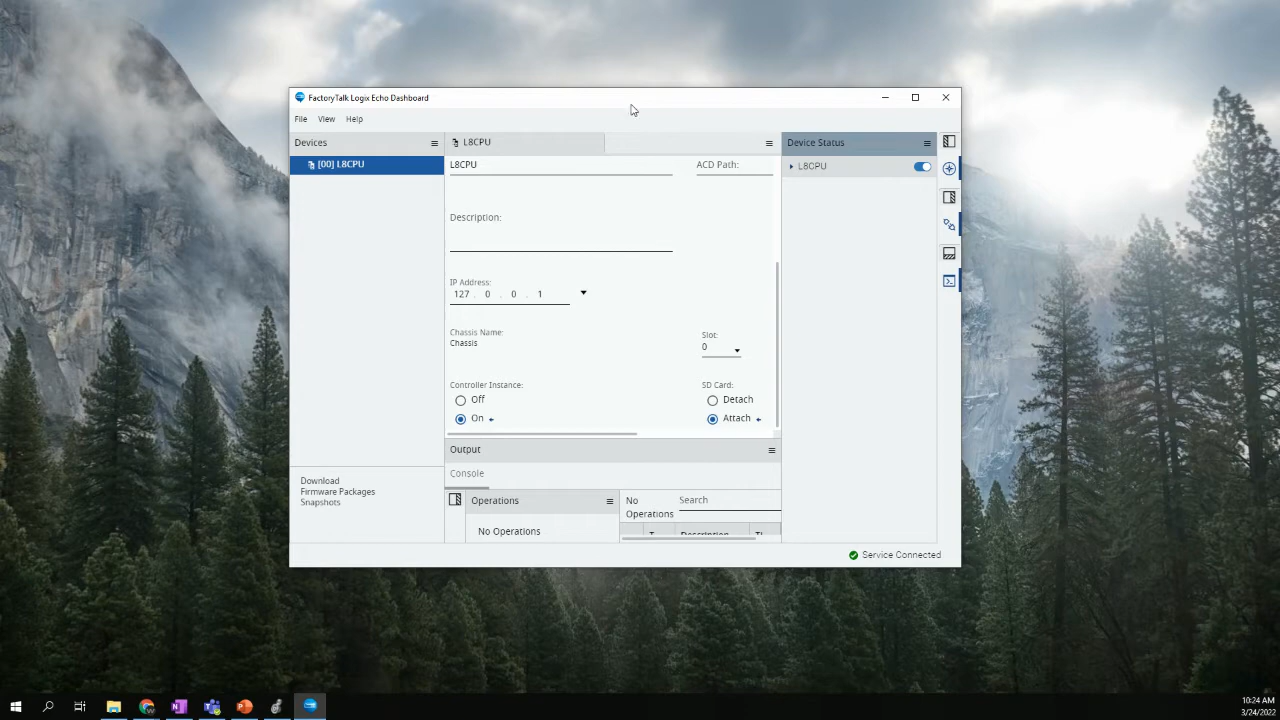 FactoryTalk Logix Echo Dashboard
File View Help
Devices
[00] L8CPU
Download
Firmware Packages
Snapshots
L8CPU
L8CPU
ACD Path:
Description:
IP Address:
127 . 0 . 0 . 1
Chassis Name:
Chassis
Slot:
0
Controller Instance:
Off
On
SD Card:
Detach
Attach
Output
Console
Operations
No Operations
No
Operations
Search
Description
Device Status
L8CPU
Service Connected
10:24 AM
3/24/2022